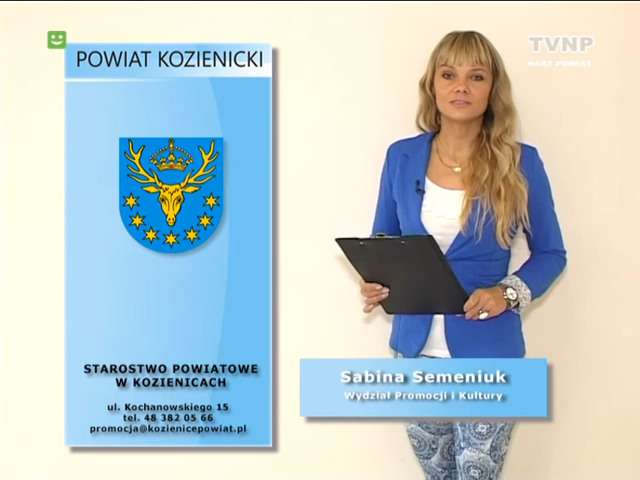 POWIAT KOZIENICKI
STAROSTWO POWIATOWE
W KOZIENICACH
ul. Kochanowskiego 15
tel. 48 382 05 66
promocja@kozienicepowiat.pl
TVNP
NASZ POWIAT
Sabina Semeniuk
Wydział Promocji i Kultury